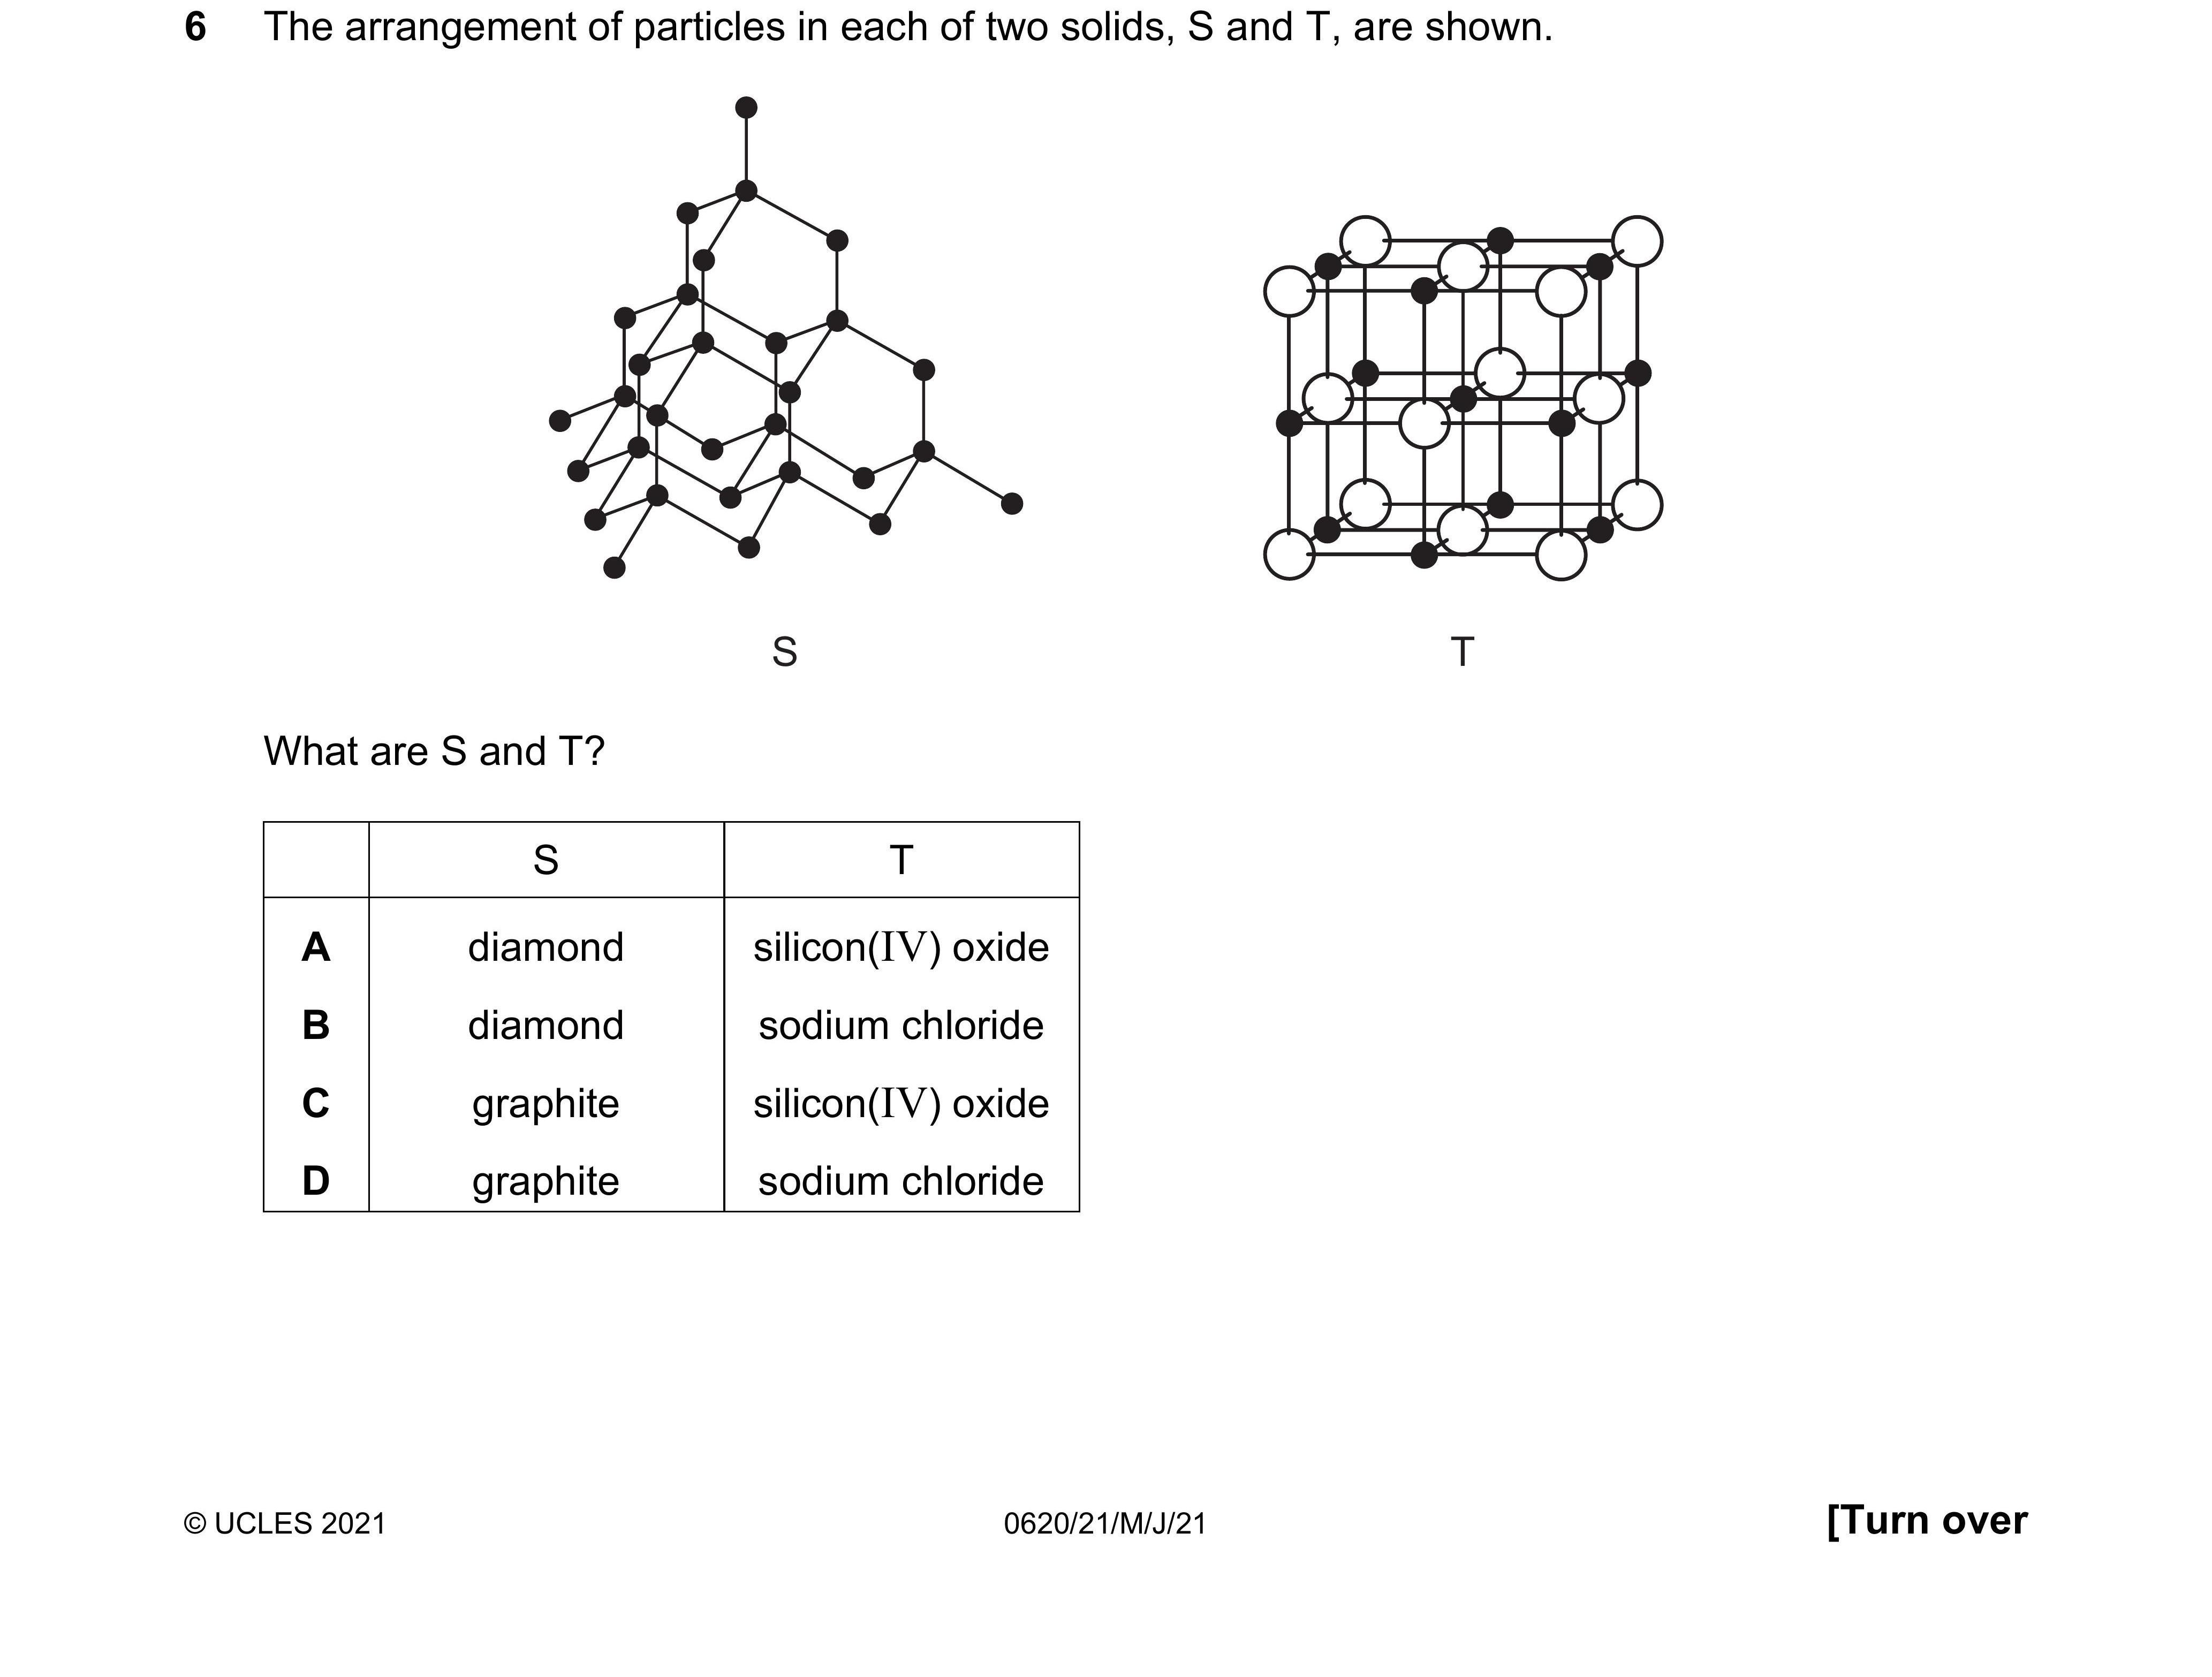 6 The arrangement of particles in each of two solids, S and T, are shown.
S T
What are S and T?
S T
A diamond silicon(IV) oxide
B diamond sodium chloride
C graphite silicon(IV) oxide
D graphite sodium chloride
© UCLES 2021 0620/21/M/J/21 [Turn over